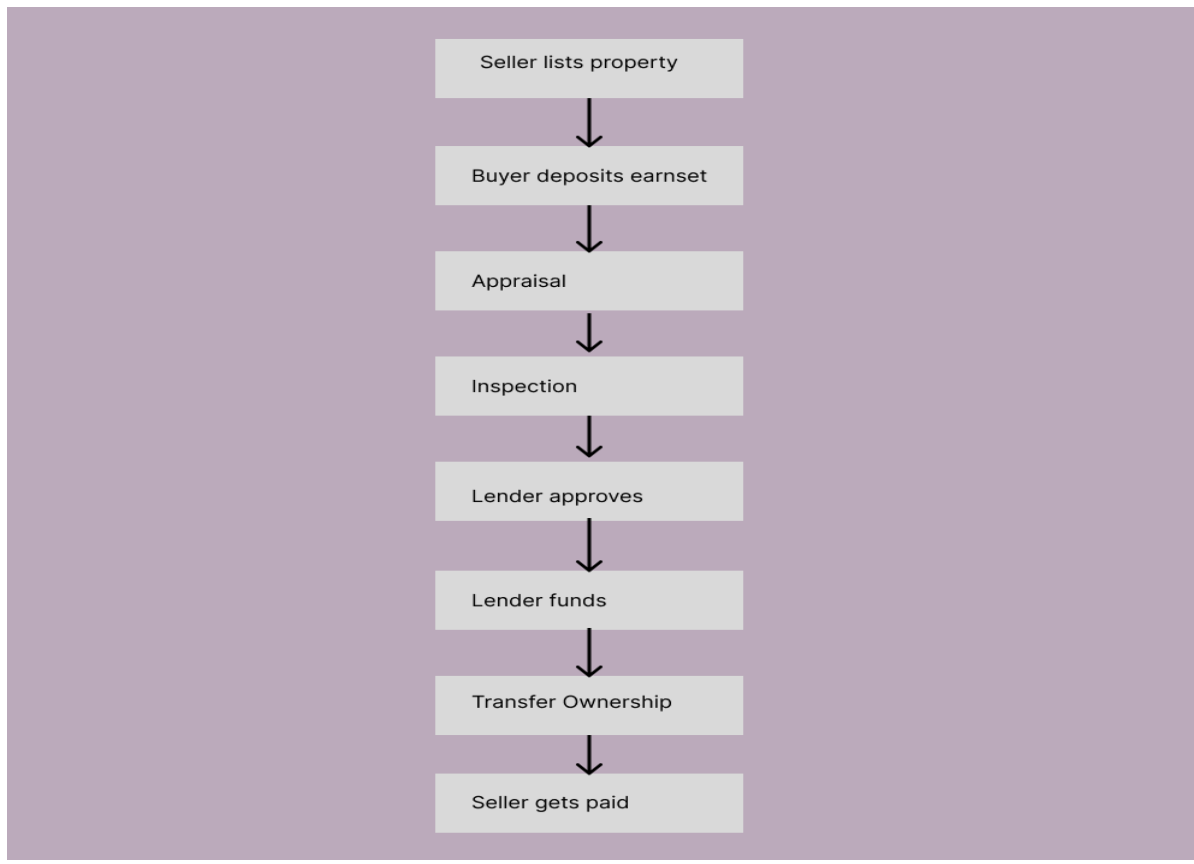 Seller lists property
Buyer deposits earnset
Appraisal
Inspection
Lender approves
Lender funds
Transfer Ownership
Seller gets paid